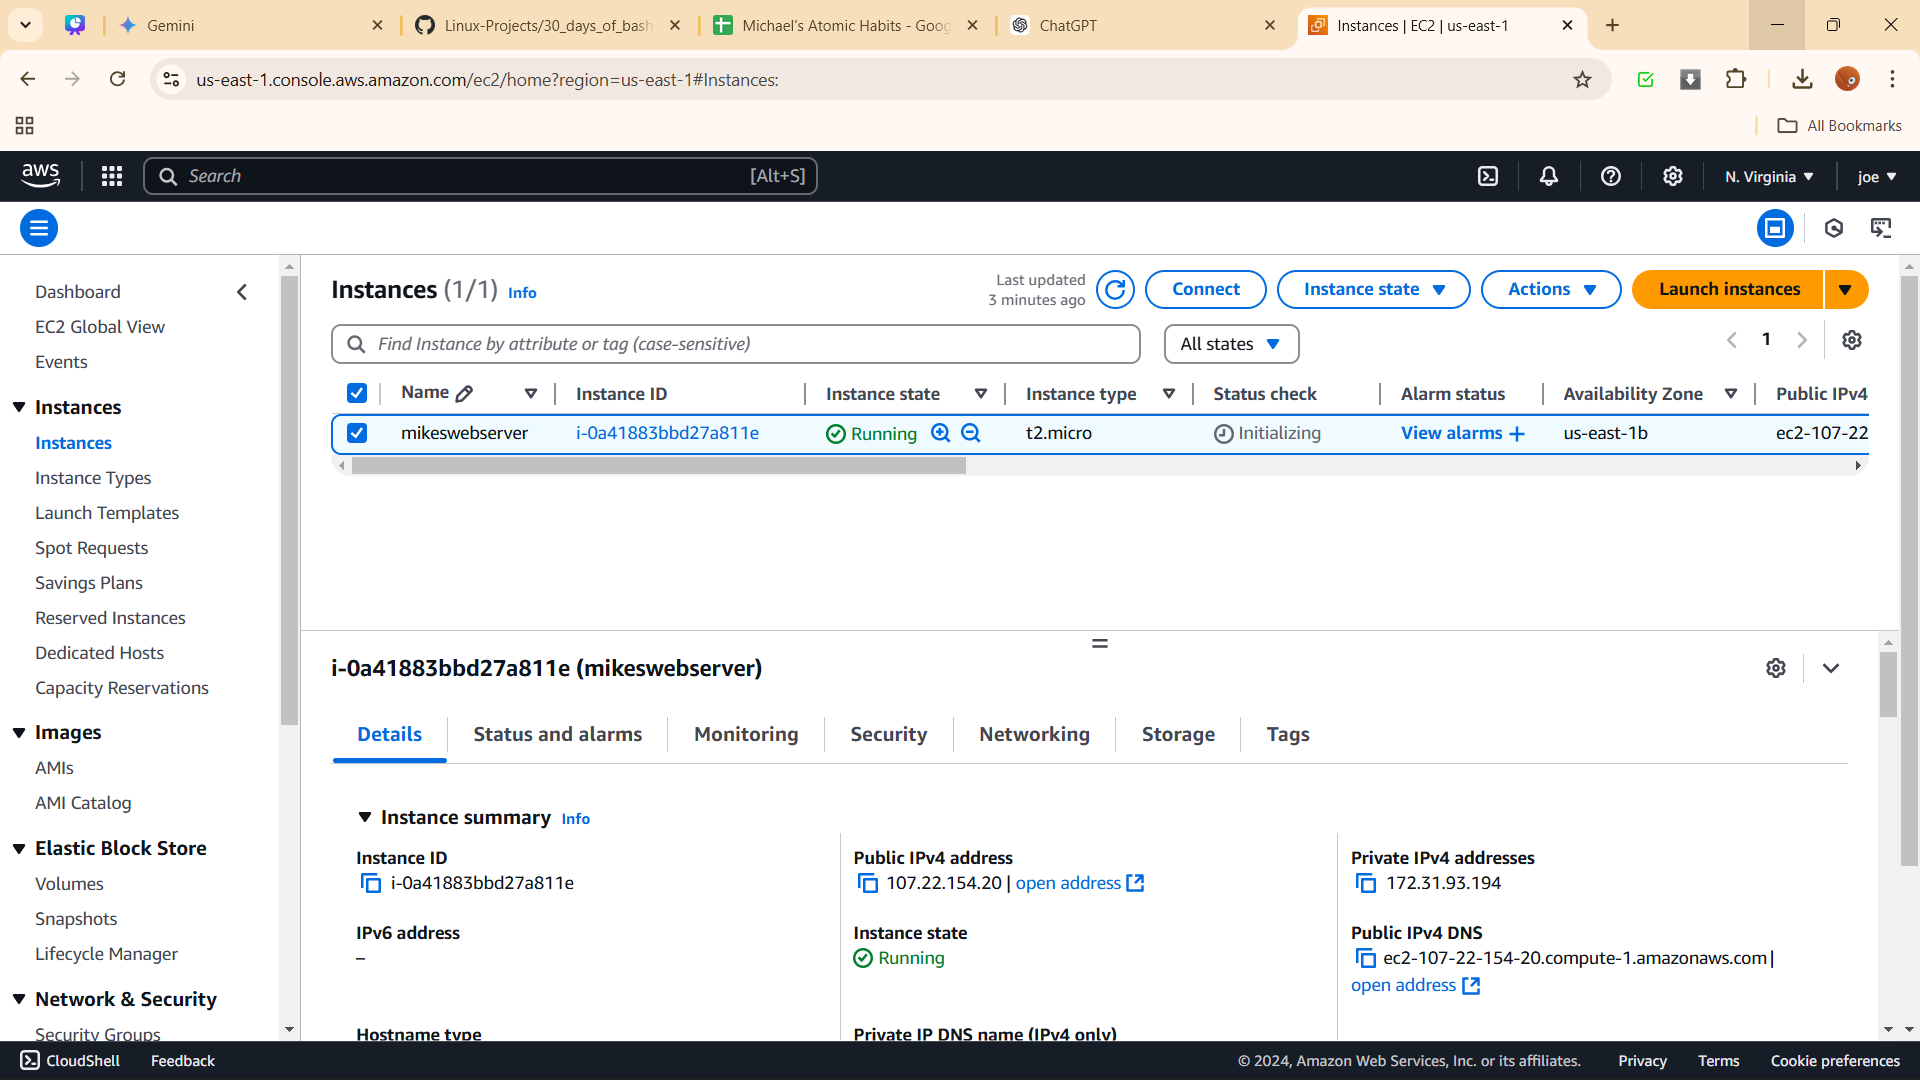 Gemini
Linux-Projects/30_days_of_bash
Michael's Atomic Habits - Goog
ChatGPT
Instances | EC2 | us-east-1
us-east-1.console.aws.amazon.com/ec2/home?region=us-east-1#Instances:
All Bookmarks
aws
Search
[Alt+S]
N. Virginia
joe
Dashboard
EC2 Global View
Events
Instances
Instances
Instance Types
Launch Templates
Spot Requests
Savings Plans
Reserved Instances
Dedicated Hosts
Capacity Reservations
Images
AMIs
AMI Catalog
Elastic Block Store
Volumes
Snapshots
Lifecycle Manager
Network & Security
Security Groups
Instances (1/1) Info
Last updated
3 minutes ago
Connect
Instance state
Actions
Launch instances
Find Instance by attribute or tag (case-sensitive)
All states
1
Name Instance ID Instance state Instance type Status check Alarm status Availability Zone Public IPv4
mikeswebserver i-0a41883bbd27a811e Running t2.micro Initializing View alarms + us-east-1b ec2-107-22
i-0a41883bbd27a811e (mikeswebserver)
Details Status and alarms Monitoring Security Networking Storage Tags
Instance summary Info
Instance ID
i-0a41883bbd27a811e
Public IPv4 address
107.22.154.20 | open address
Private IPv4 addresses
172.31.93.194
IPv6 address
–
Instance state
Running
Public IPv4 DNS
ec2-107-22-154-20.compute-1.amazonaws.com |
open address
Hostname type
Private IP DNS name (IPv4 only)
CloudShell
Feedback
© 2024, Amazon Web Services, Inc. or its affiliates.
Privacy
Terms
Cookie preferences